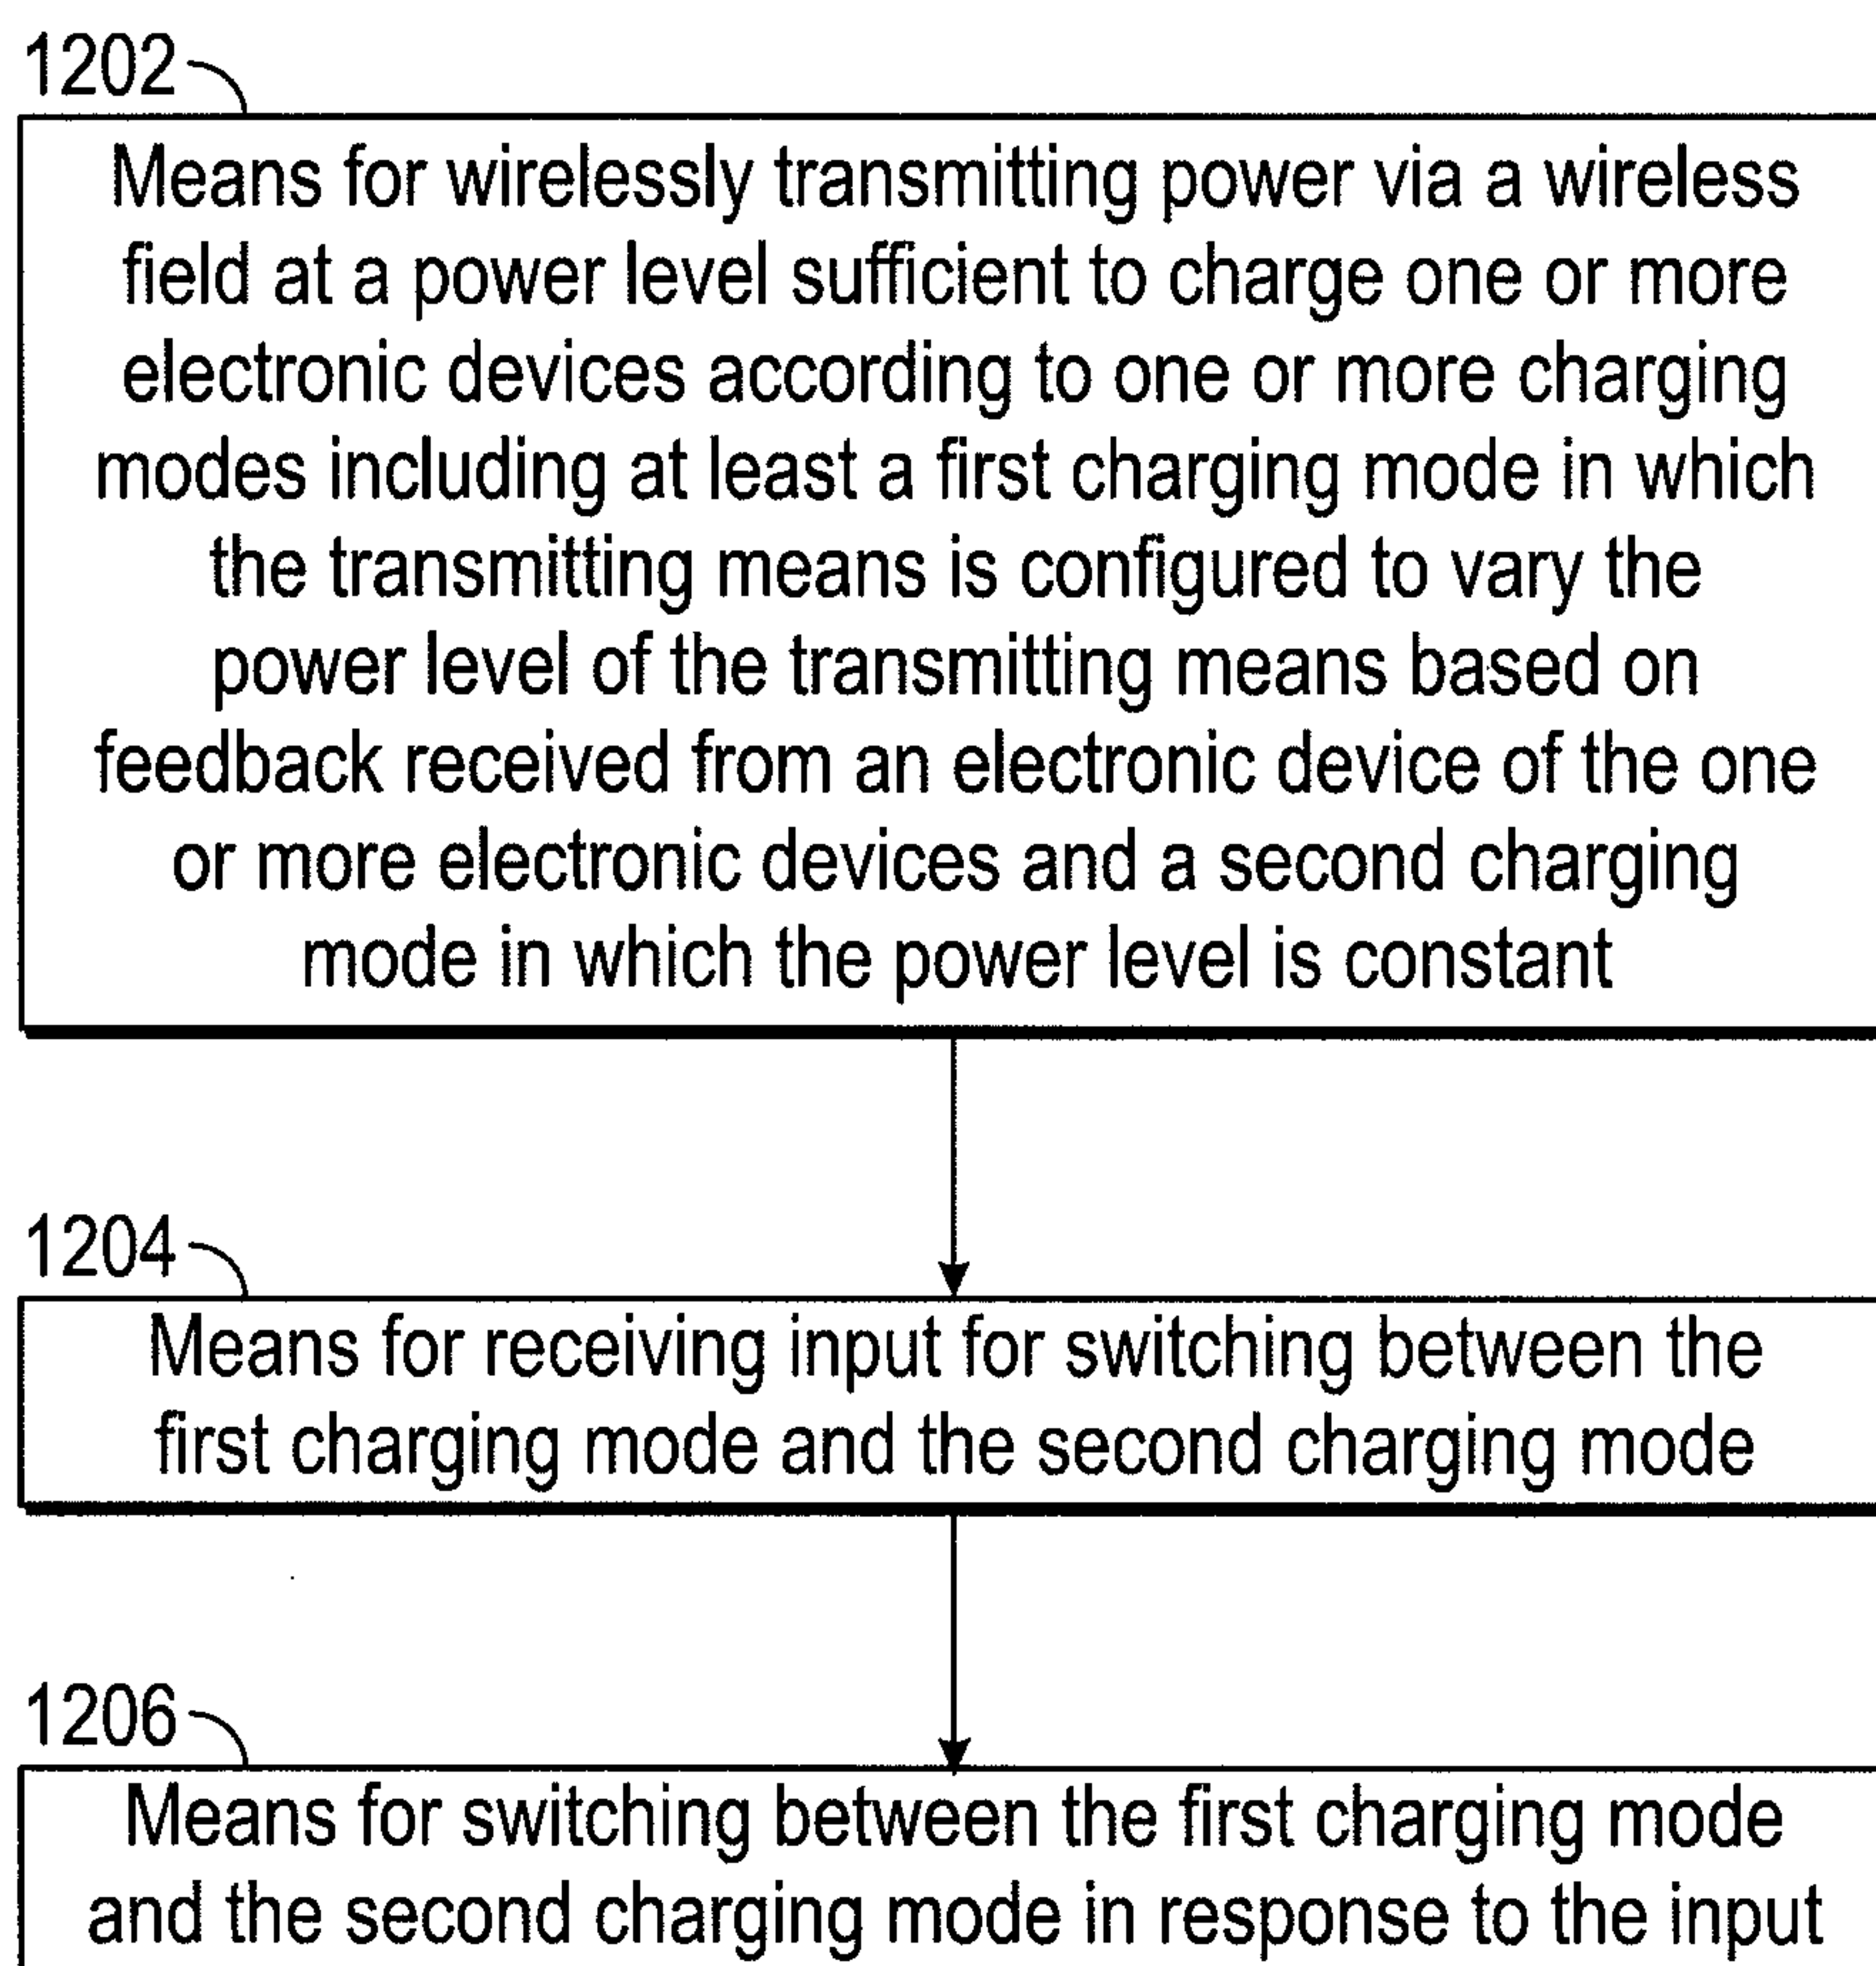 1202
Means for wirelessly transmitting power via a wireless
field at a power level sufficient to charge one or more
electronic devices according to one or more charging
modes including at least a first charging mode in which
the transmitting means is configured to vary the
power level of the transmitting means based on
feedback received from an electronic device of the one
or more electronic devices and a second charging
mode in which the power level is constant
1204
Means for receiving input for switching between the
first charging mode and the second charging mode
1206
Means for switching between the first charging mode
and the second charging mode in response to the input